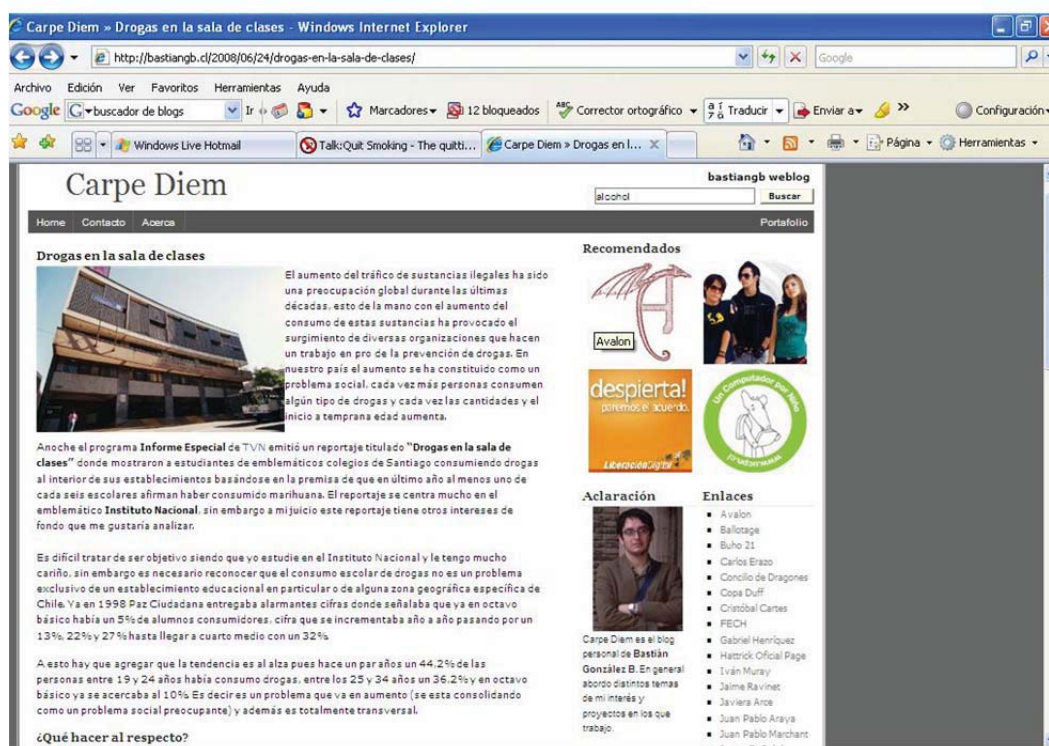 Carpe Diem » Drogas en la sala de clases - Windows Internet Explorer
http://bastiangb.cl/2008/06/24/drogas-en-la-sala-de-clases/
Google
Archivo Edición Ver Favoritos Herramientas Ayuda
Google G buscador de blogs Ir Marcadores 12 bloqueados ABC Corrector ortográfico Traducir Enviar a » Configuración
Windows Live Hotmail Talk:Quit Smoking - The quitti... Carpe Diem » Drogas en l... Página Herramientas
Carpe Diem
bastiangb weblog
alcohol Buscar
Home Contacto Acerca Portafolio
Drogas en la sala de clases
El aumento del tráfico de sustancias ilegales ha sido
una preocupación global durante las últimas
décadas, esto de la mano con el aumento del
consumo de estas sustancias ha provocado el
surgimiento de diversas organizaciones que hacen
un trabajo en pro de la prevención de drogas. En
nuestro país el aumento se ha constituido como un
problema social, cada vez más personas consumen
algún tipo de drogas y cada vez las cantidades y el
inicio a temprana edad aumenta.
Anoche el programa Informe Especial de TVN emitió un reportaje titulado "Drogas en la sala de
clases" donde mostraron a estudiantes de emblemáticos colegios de Santiago consumiendo drogas
al interior de sus establecimientos basándose en la premisa de que en último año al menos uno de
cada seis escolares afirman haber consumido marihuana. El reportaje se centra mucho en el
emblemático Instituto Nacional, sin embargo a mi juicio este reportaje tiene otros intereses de
fondo que me gustaría analizar.
Es difícil tratar de ser objetivo siendo que yo estudie en el Instituto Nacional y le tengo mucho
cariño, sin embargo es necesario reconocer que el consumo escolar de drogas no es un problema
exclusivo de un establecimiento educacional en particular o de alguna zona geográfica específica de
Chile. Ya en 1998 Paz Ciudadana entregaba alarmantes cifras donde señalaba que ya en octavo
básico había un 5% de alumnos consumidores, cifra que se incrementaba año a año pasando por un
13%, 22% y 27% hasta llegar a cuarto medio con un 32%.
A esto hay que agregar que la tendencia es al alza pues hace un par años un 44,2% de las
personas entre 19 y 24 años había consumo drogas, entre los 25 y 34 años un 36,2% y en octavo
básico ya se acercaba al 10%. Es decir es un problema que va en aumento (se esta consolidando
como un problema social preocupante) y además es totalmente transversal.
¿Qué hacer al respecto?
Recomendados
Avalon
despierta!
paremos el acuerdo.
LiberaciónDigital
Un Computador por Niño
Aclaración
Carpe Diem es el blog
personal de Bastián
González B. En general
abordo distintos temas
de mi interés y
proyectos en los que
trabajo.
Enlaces
Avalon
Ballotage
Buho 21
Carlos Erazo
Concilio de Dragones
Copa Duff
Cristóbal Cartes
FECH
Gabriel Henríquez
Hattrick Oficial Page
Iván Muray
Jaime Ravinet
Javiera Arce
Juan Pablo Araya
Juan Pablo Marchant